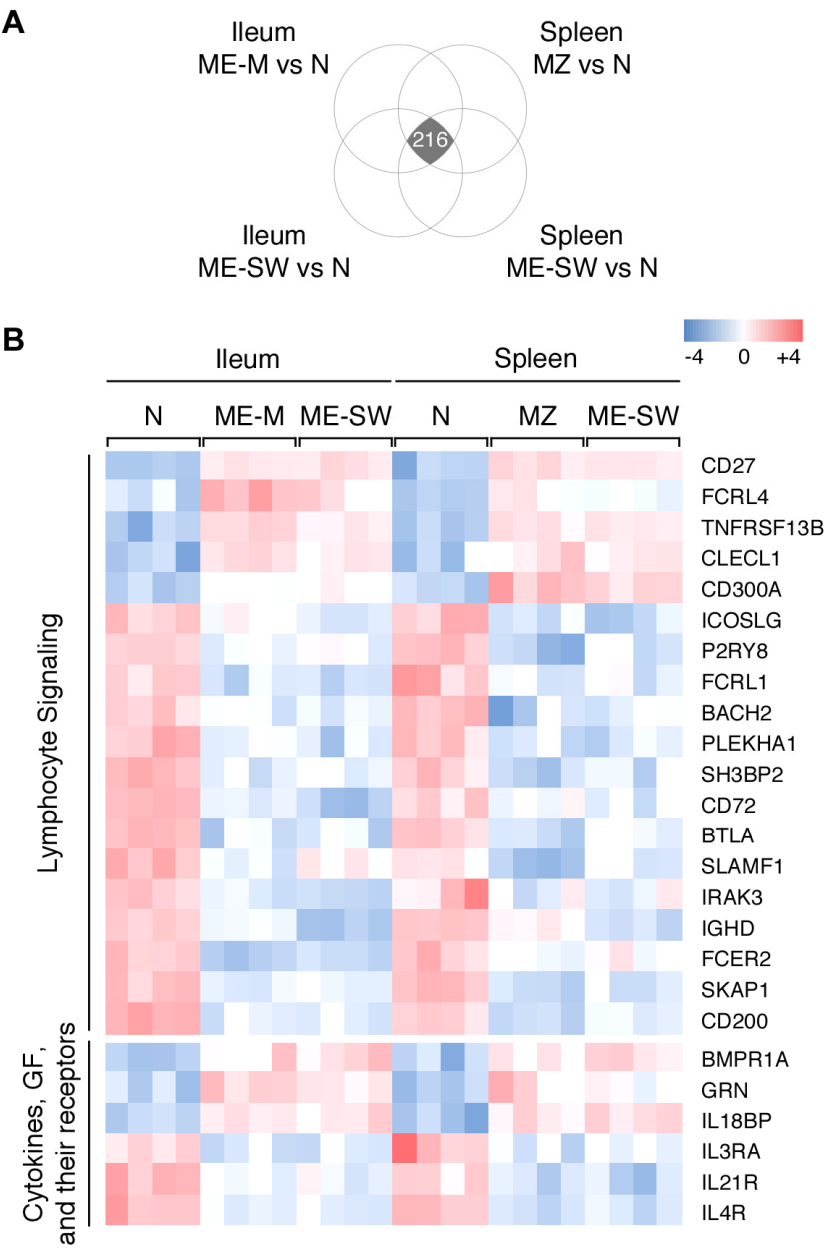 A
Ileum
ME-M vs N
Spleen
MZ vs N
216
Ileum
ME-SW vs N
Spleen
ME-SW vs N
B
-4 0 +4
Ileum Spleen
N ME-M ME-SW N MZ ME-SW
Lymphocyte Signaling
CD27
FCRL4
TNFRSF13B
CLECL1
CD300A
ICOSLG
P2RY8
FCRL1
BACH2
PLEKHA1
SH3BP2
CD72
BTLA
SLAMF1
IRAK3
IGHD
FCER2
SKAP1
CD200
Cytokines, GF,
and their receptors
BMPR1A
GRN
IL18BP
IL3RA
IL21R
IL4R